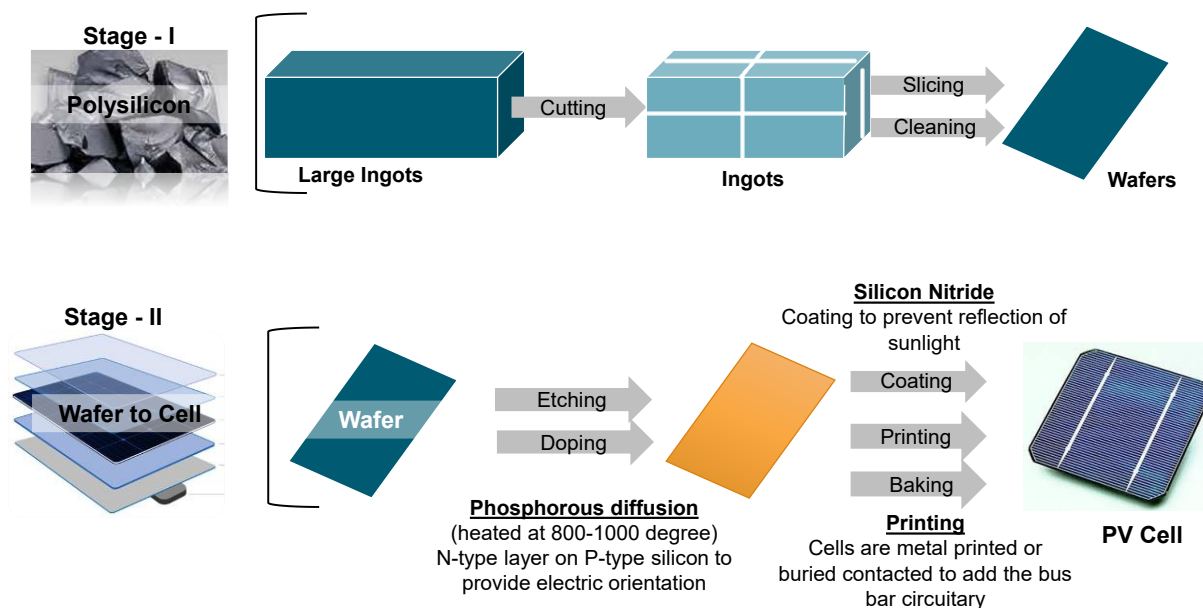 Stage - I
Polysilicon
Large Ingots
Cutting
Ingots
Slicing
Cleaning
Wafers
Stage - II
Wafer to Cell
Wafer
Etching
Doping
Phosphorous diffusion
(heated at 800-1000 degree)
N-type layer on P-type silicon to
provide electric orientation
Silicon Nitride
Coating to prevent reflection of
sunlight
Coating
Printing
Baking
Printing
Cells are metal printed or
buried contacted to add the bus
bar circuitary
PV Cell